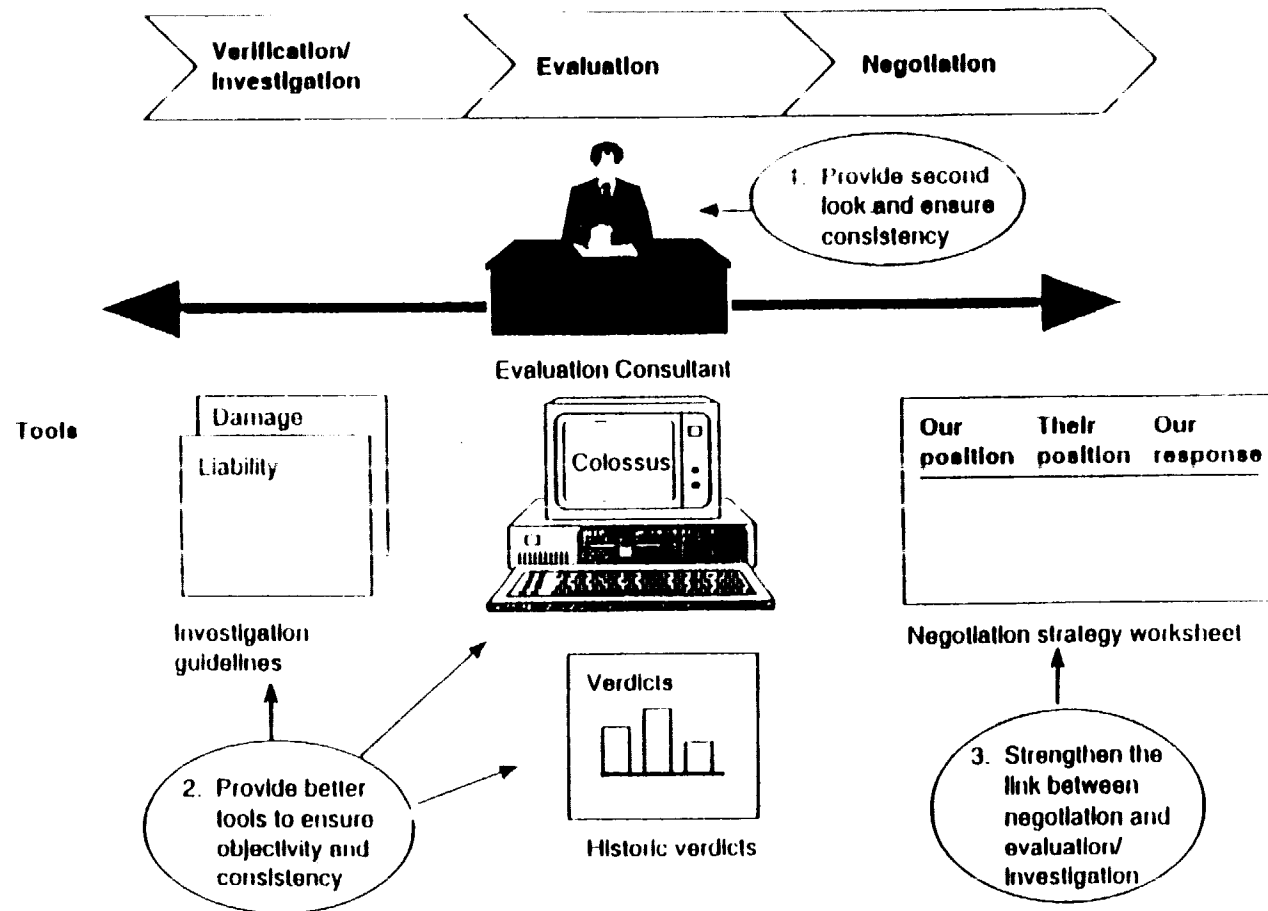 Verification/
Investigation
Evaluation
Negotiation
1. Provide second
look and ensure
consistency
Evaluation Consultant
Tools
Damage
Liability
Colossus
Our
position
Their
position
Our
response
Investigation
guidelines
Negotiation strategy worksheet
Verdicts
2. Provide better
tools to ensure
objectivity and
consistency
Historic verdicts
3. Strengthen the
link between
negotiation and
evaluation/
investigation